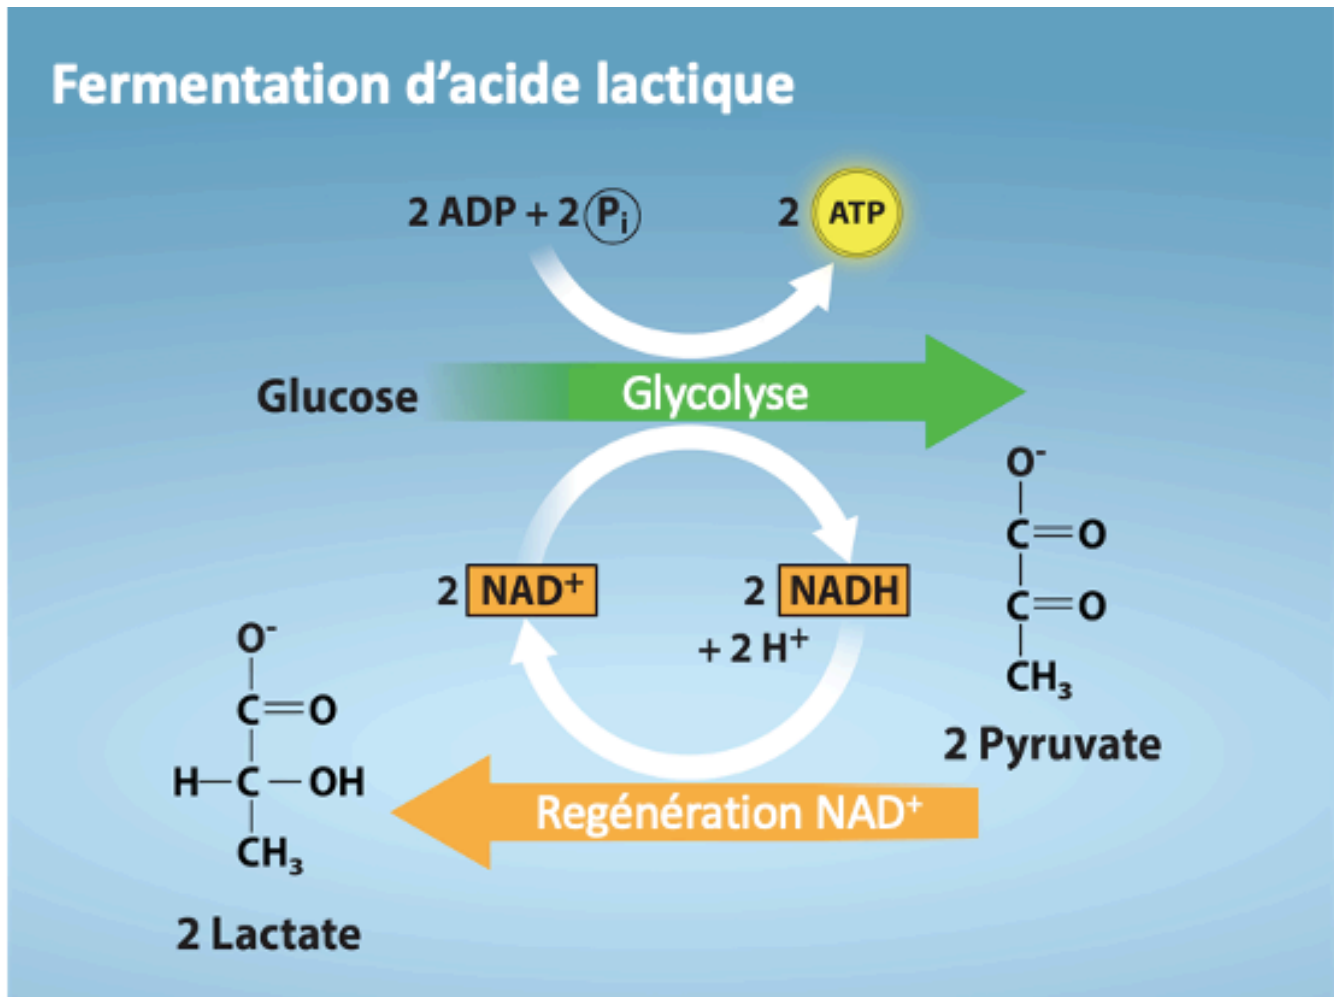 Fermentation d'acide lactique
2 ADP + 2 Pi
2 ATP
Glucose
Glycolyse
2 NAD⁺
2 NADH
+ 2 H⁺
O⁻
C=O
C=O
CH₃
2 Pyruvate
Regénération NAD⁺
O⁻
C=O
H—C—OH
CH₃
2 Lactate